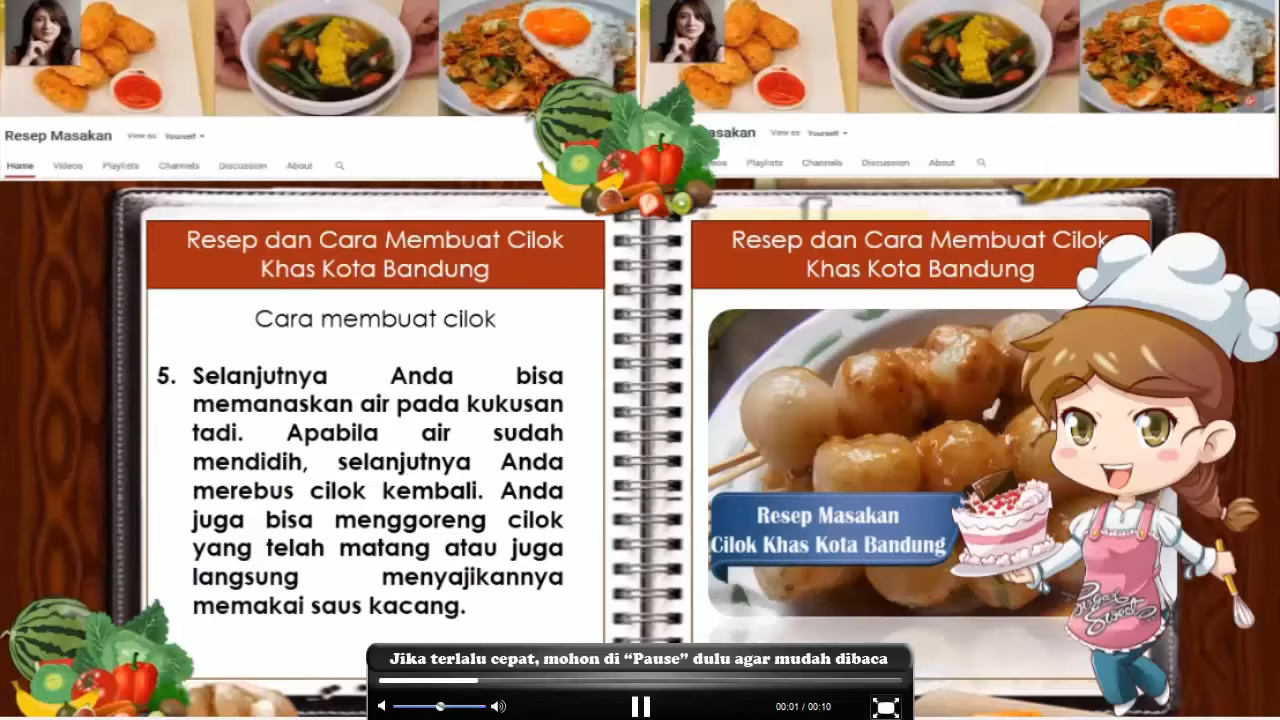 Resep Masakan
View as: Yourself
Home Videos Playlists Channels Discussion About
View as: Yourself
Playlists Channels Discussion About
Resep dan Cara Membuat Cilok
Khas Kota Bandung
Cara membuat cilok
5. Selanjutnya Anda bisa
memanaskan air pada kukusan
tadi. Apabila air sudah
mendidih, selanjutnya Anda
merebus cilok kembali. Anda
juga bisa menggoreng cilok
yang telah matang atau juga
langsung menyajikannya
memakai saus kacang.
Resep dan Cara Membuat Cilok
Khas Kota Bandung
Resep Masakan
Cilok Khas Kota Bandung
Sugar
Sweet
Jika terlalu cepat, mohon di “Pause” dulu agar mudah dibaca
00:01 / 00:10